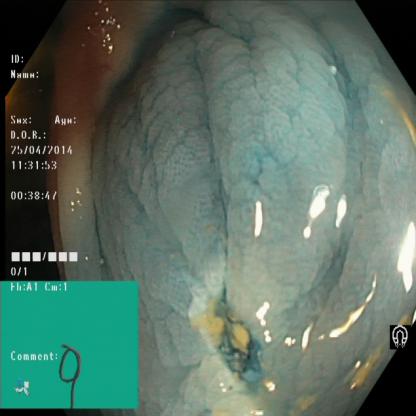 ID:
Name:
Sex: Age:
D.O.B.:
25/04/2014
11:31:53
00:38:47
■■■/■■■
0/1
Eh:A1 Cm:1
Comment: